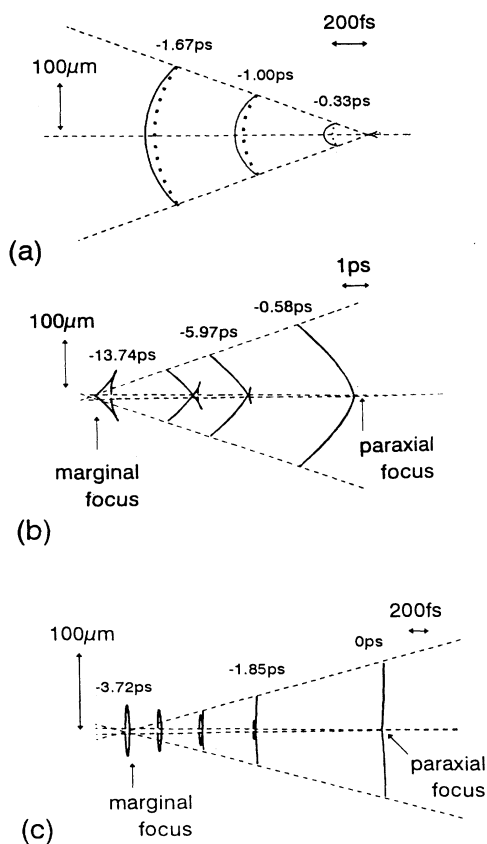 200fs
-1.67ps
100μm
-1.00ps
-0.33ps
(a)
1ps
-0.58ps
100μm
-5.97ps
-13.74ps
marginal
focus
paraxial
focus
(b)
200fs
100μm
0ps
-1.85ps
-3.72ps
marginal
focus
paraxial
focus
(c)